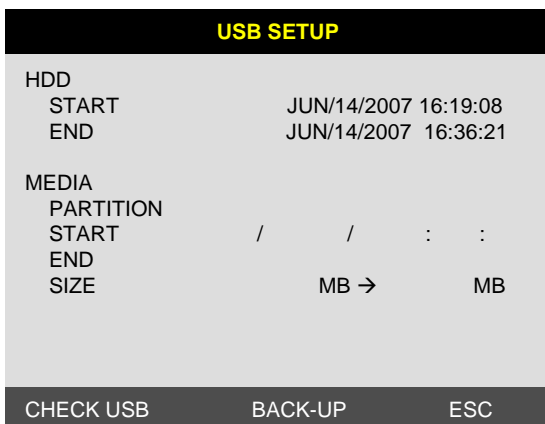 USB SETUP
HDD
START JUN/14/2007 16:19:08
END JUN/14/2007 16:36:21
MEDIA
PARTITION
START / / : :
END
SIZE MB → MB
CHECK USB BACK-UP ESC